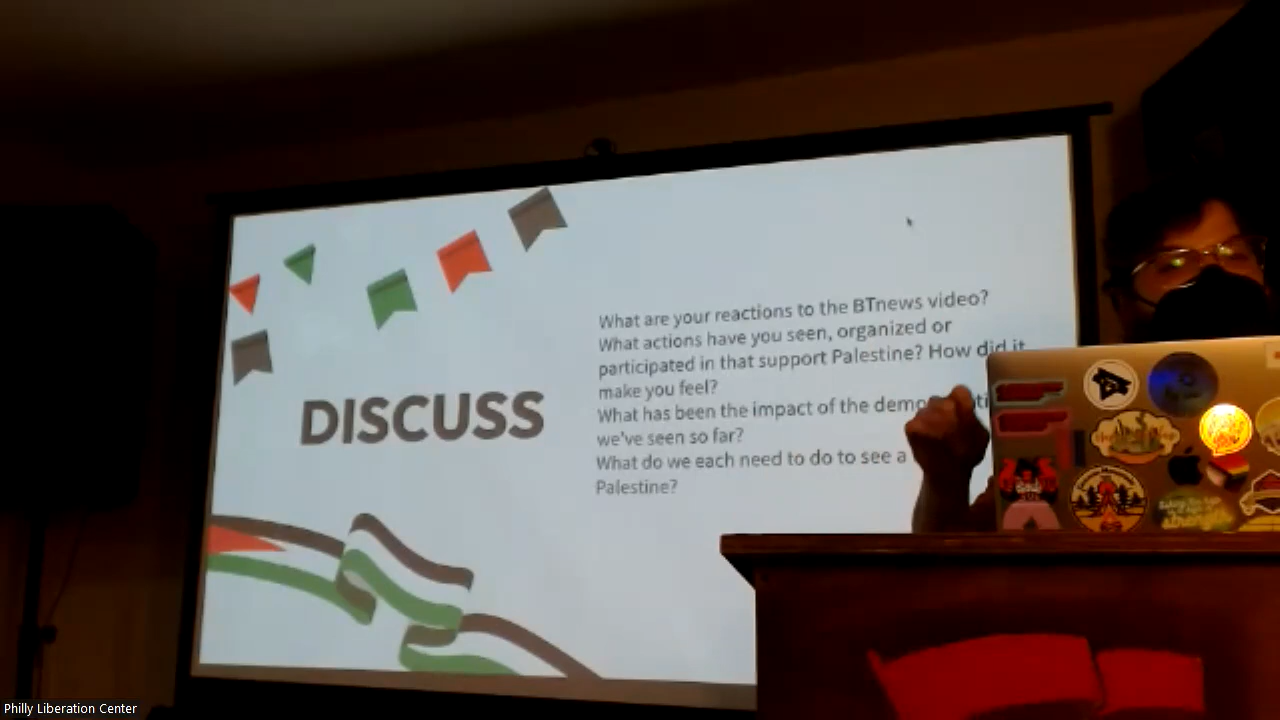 DISCUSS
What are your reactions to the BTnews video?
What actions have you seen, organized or
participated in that support Palestine? How did it
make you feel?
What has been the impact of the
we've seen so far?
What do we each need to do to see a
Palestine?
Philly Liberation Center